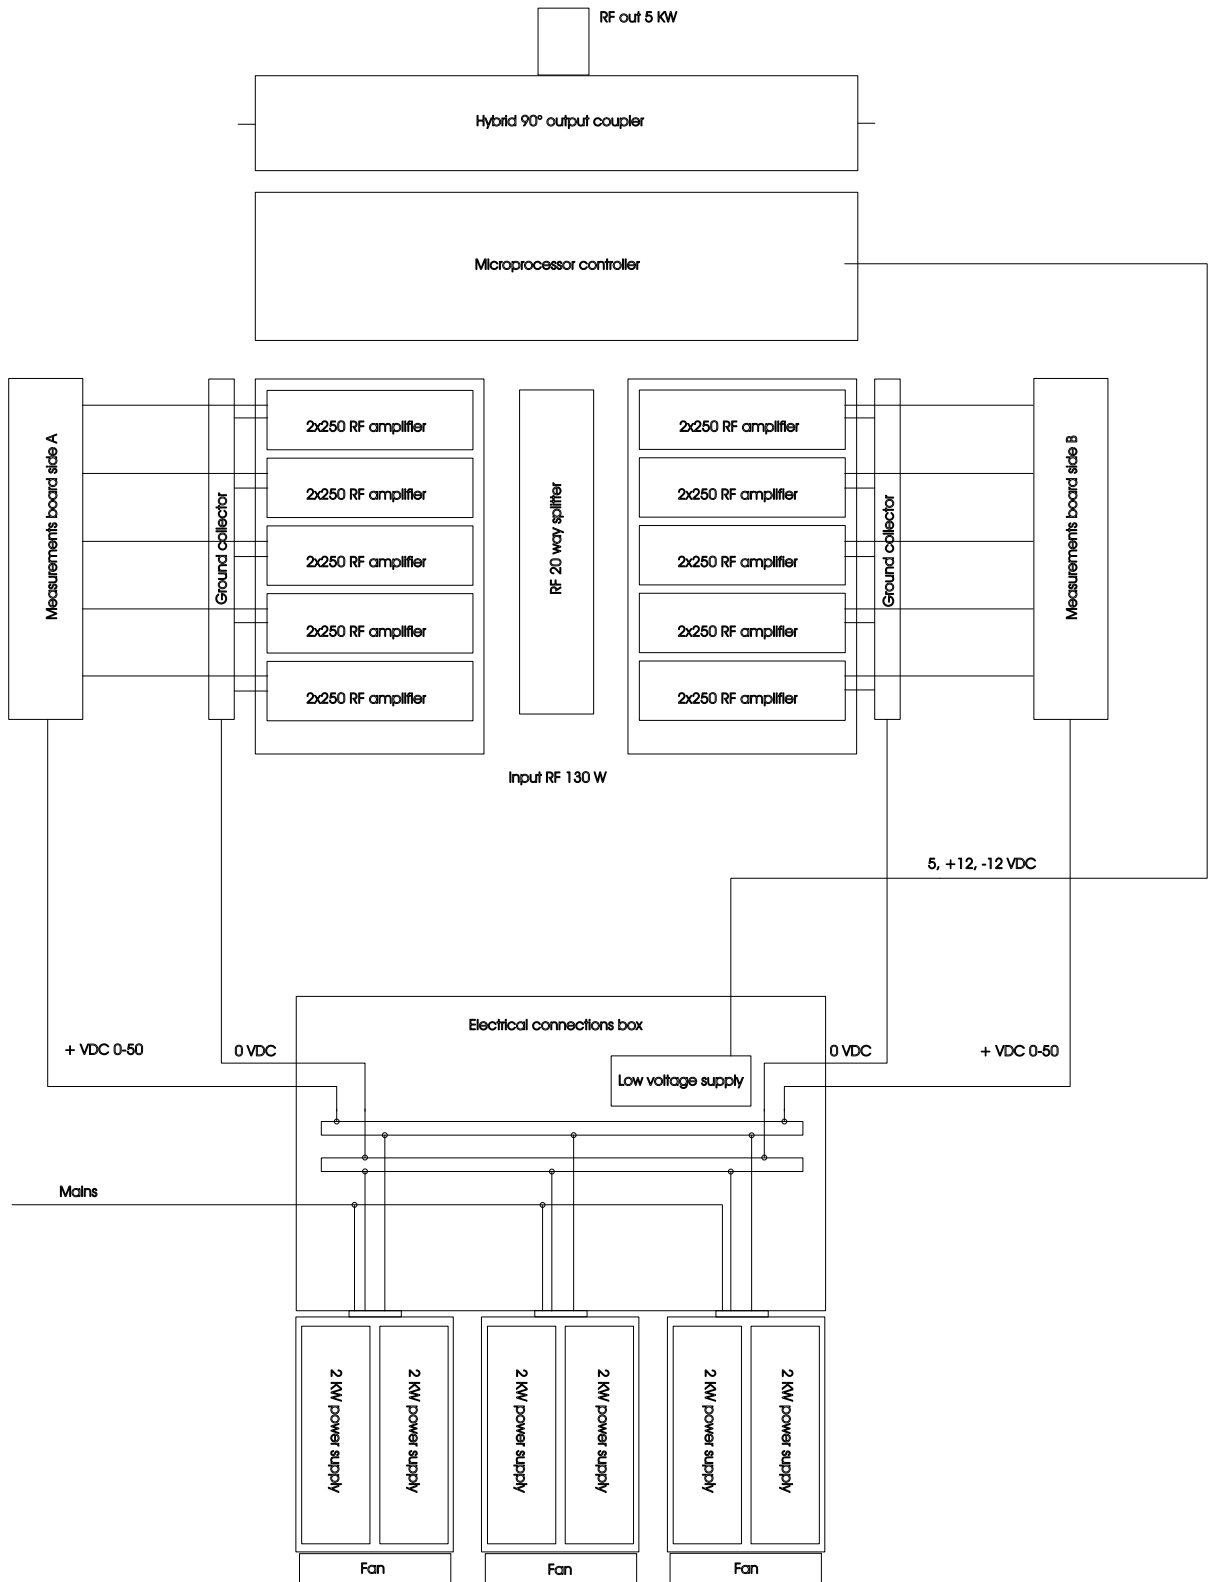 RF out 5 KW
Hybrid 90° output coupler
Microprocessor controller
Measurements board side A
Ground collector
2x250 RF amplifier
2x250 RF amplifier
2x250 RF amplifier
2x250 RF amplifier
2x250 RF amplifier
RF 20 way splitter
2x250 RF amplifier
2x250 RF amplifier
2x250 RF amplifier
2x250 RF amplifier
2x250 RF amplifier
Ground collector
Measurements board side B
Input RF 130 W
5, +12, -12 VDC
Electrical connections box
+ VDC 0-50
0 VDC
0 VDC
+ VDC 0-50
Low voltage supply
Mains
2 KW power supply
2 KW power supply
2 KW power supply
2 KW power supply
2 KW power supply
2 KW power supply
Fan
Fan
Fan